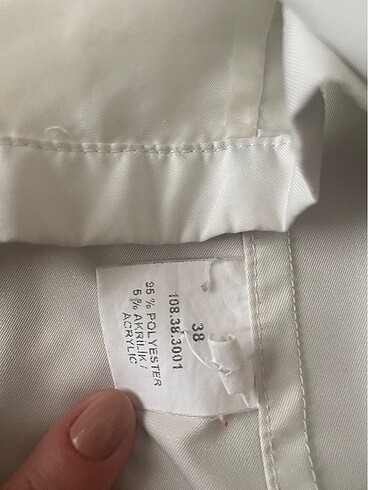 38
108.38.3001
95 % POLYESTER
5 % AKRİLİK /
ACRYLIC